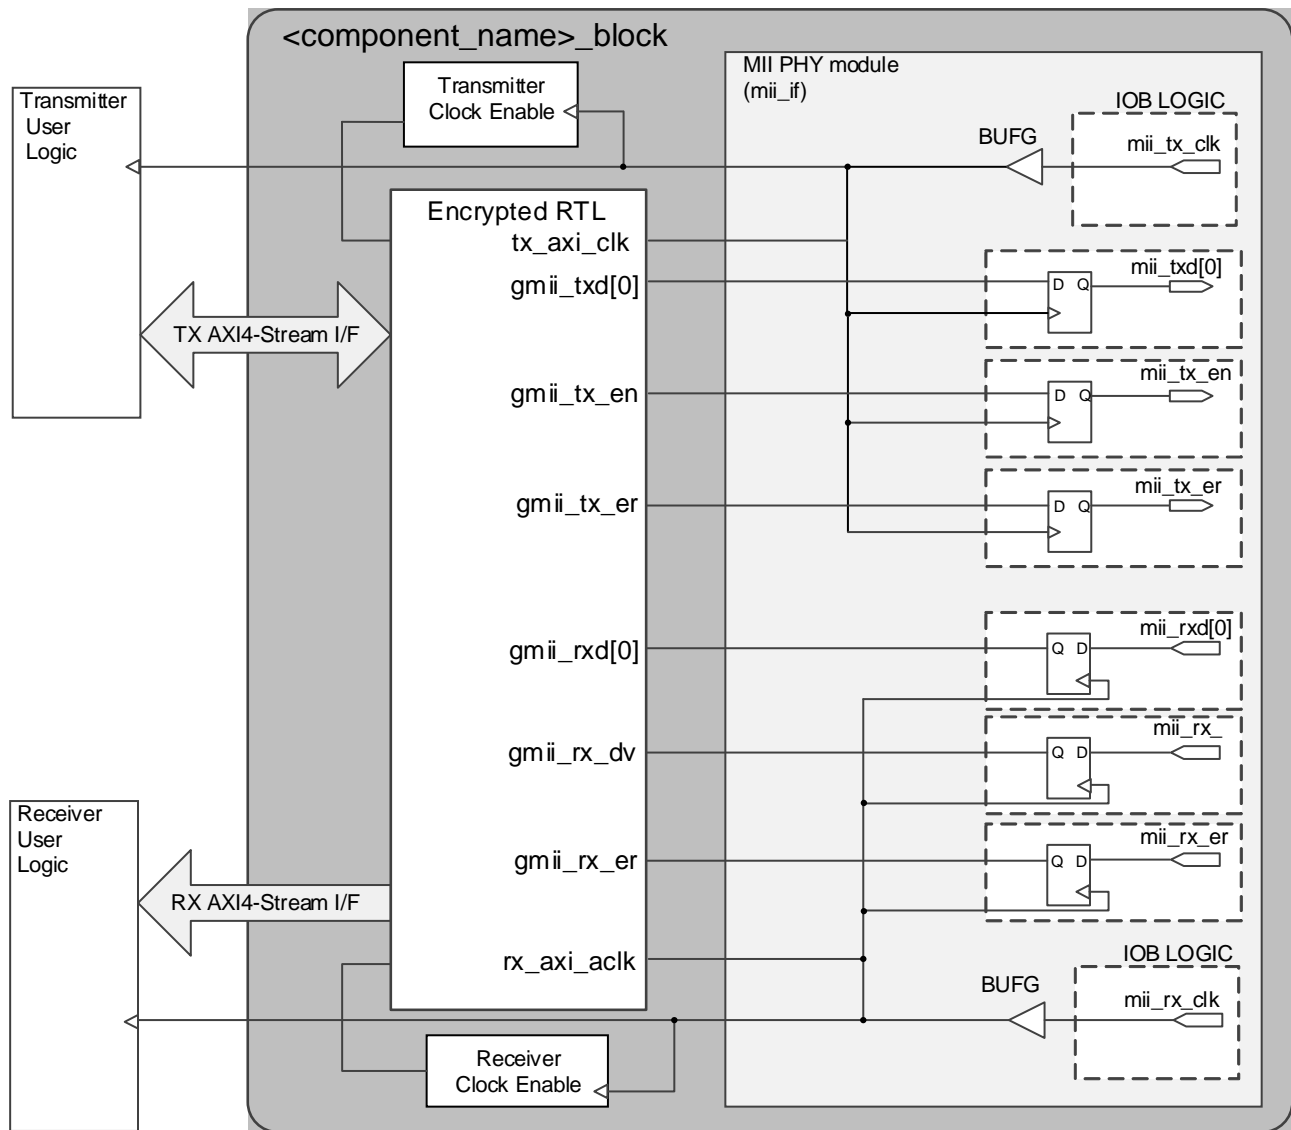 <component_name>_block
MII PHY module
(mii_if)
Transmitter
Clock Enable
Transmitter
User
Logic
IOB LOGIC
BUFG
mii_tx_clk
Encrypted RTL
tx_axi_clk
gmii_txd[0]
D Q
mii_txd[0]
TX AXI4-Stream I/F
gmii_tx_en
D Q
mii_tx_en
gmii_tx_er
D Q
mii_tx_er
gmii_rxd[0]
Q D
mii_rxd[0]
gmii_rx_dv
Q D
mii_rx_
Receiver
User
Logic
gmii_rx_er
Q D
mii_rx_er
RX AXI4-Stream I/F
rx_axi_aclk
IOB LOGIC
BUFG
mii_rx_clk
Receiver
Clock Enable